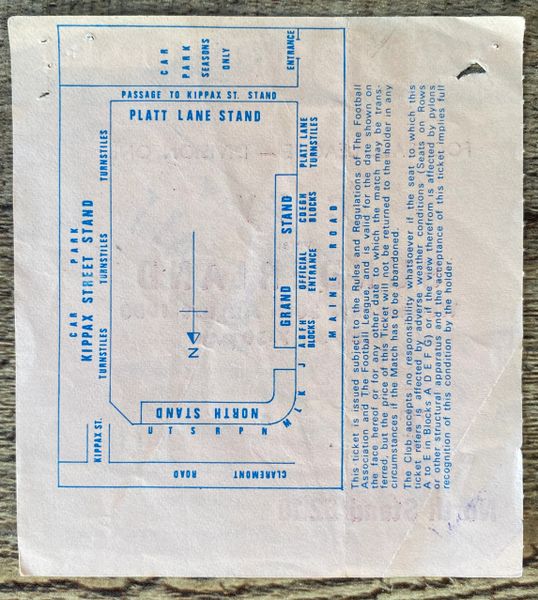 CAR
PARK
SEASONS
ONLY
ENTRANCE
PASSAGE TO KIPPAX ST. STAND
PLATT LANE STAND
PLATT LANE
TURNSTILES
TURNSTILES
CAR PARK
KIPPAX STREET STAND
TURNSTILES
TURNSTILES
KIPPAX ST.
GRAND STAND
CDEGH
BLOCKS
OFFICIAL
ENTRANCE
A B F H
BLOCKS
MAINE ROAD
N
NORTH STAND
U T S R P N M L K J
CLAREMONT ROAD
This ticket is issued subject to the Rules and Regulations of The Football
Association and The Football League, and is valid for the date shown on
the face hereof or for any other date to which the match may be trans-
ferred, but the price of this Ticket will not be returned to the holder in any
circumstances if the Match has to be abandoned.
The Club accepts no responsibility whatsoever if the seat to which this
ticket refers is affected by adverse weather conditions (Seats on Rows
A to E in Blocks A D E F G) or if the view therefrom is affected by pylons
or other structural apparatus and the acceptance of this ticket implies full
recognition of this condition by the holder.